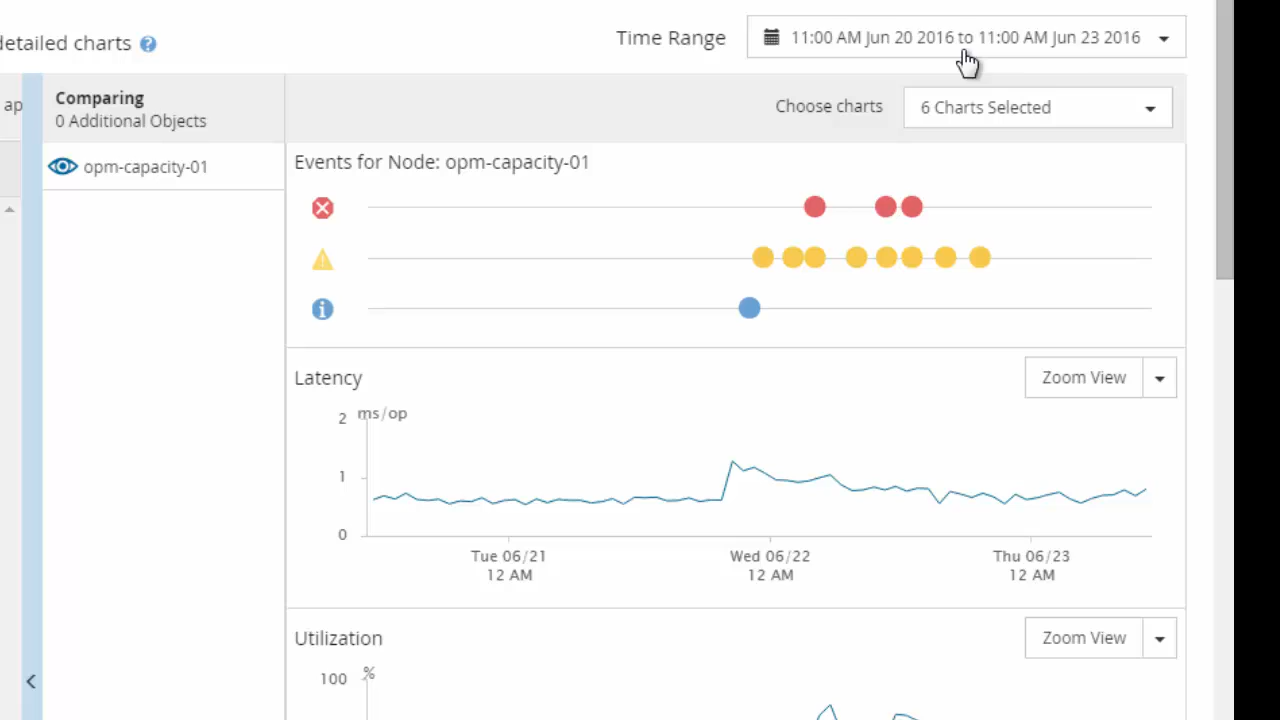 detailed charts
Time Range
11:00 AM Jun 20 2016 to 11:00 AM Jun 23 2016
ap
Comparing
0 Additional Objects
Choose charts
6 Charts Selected
opm-capacity-01
Events for Node: opm-capacity-01
Latency
Zoom View
2 ms/op
1
0
Tue 06/21
12 AM
Wed 06/22
12 AM
Thu 06/23
12 AM
Utilization
Zoom View
100 %